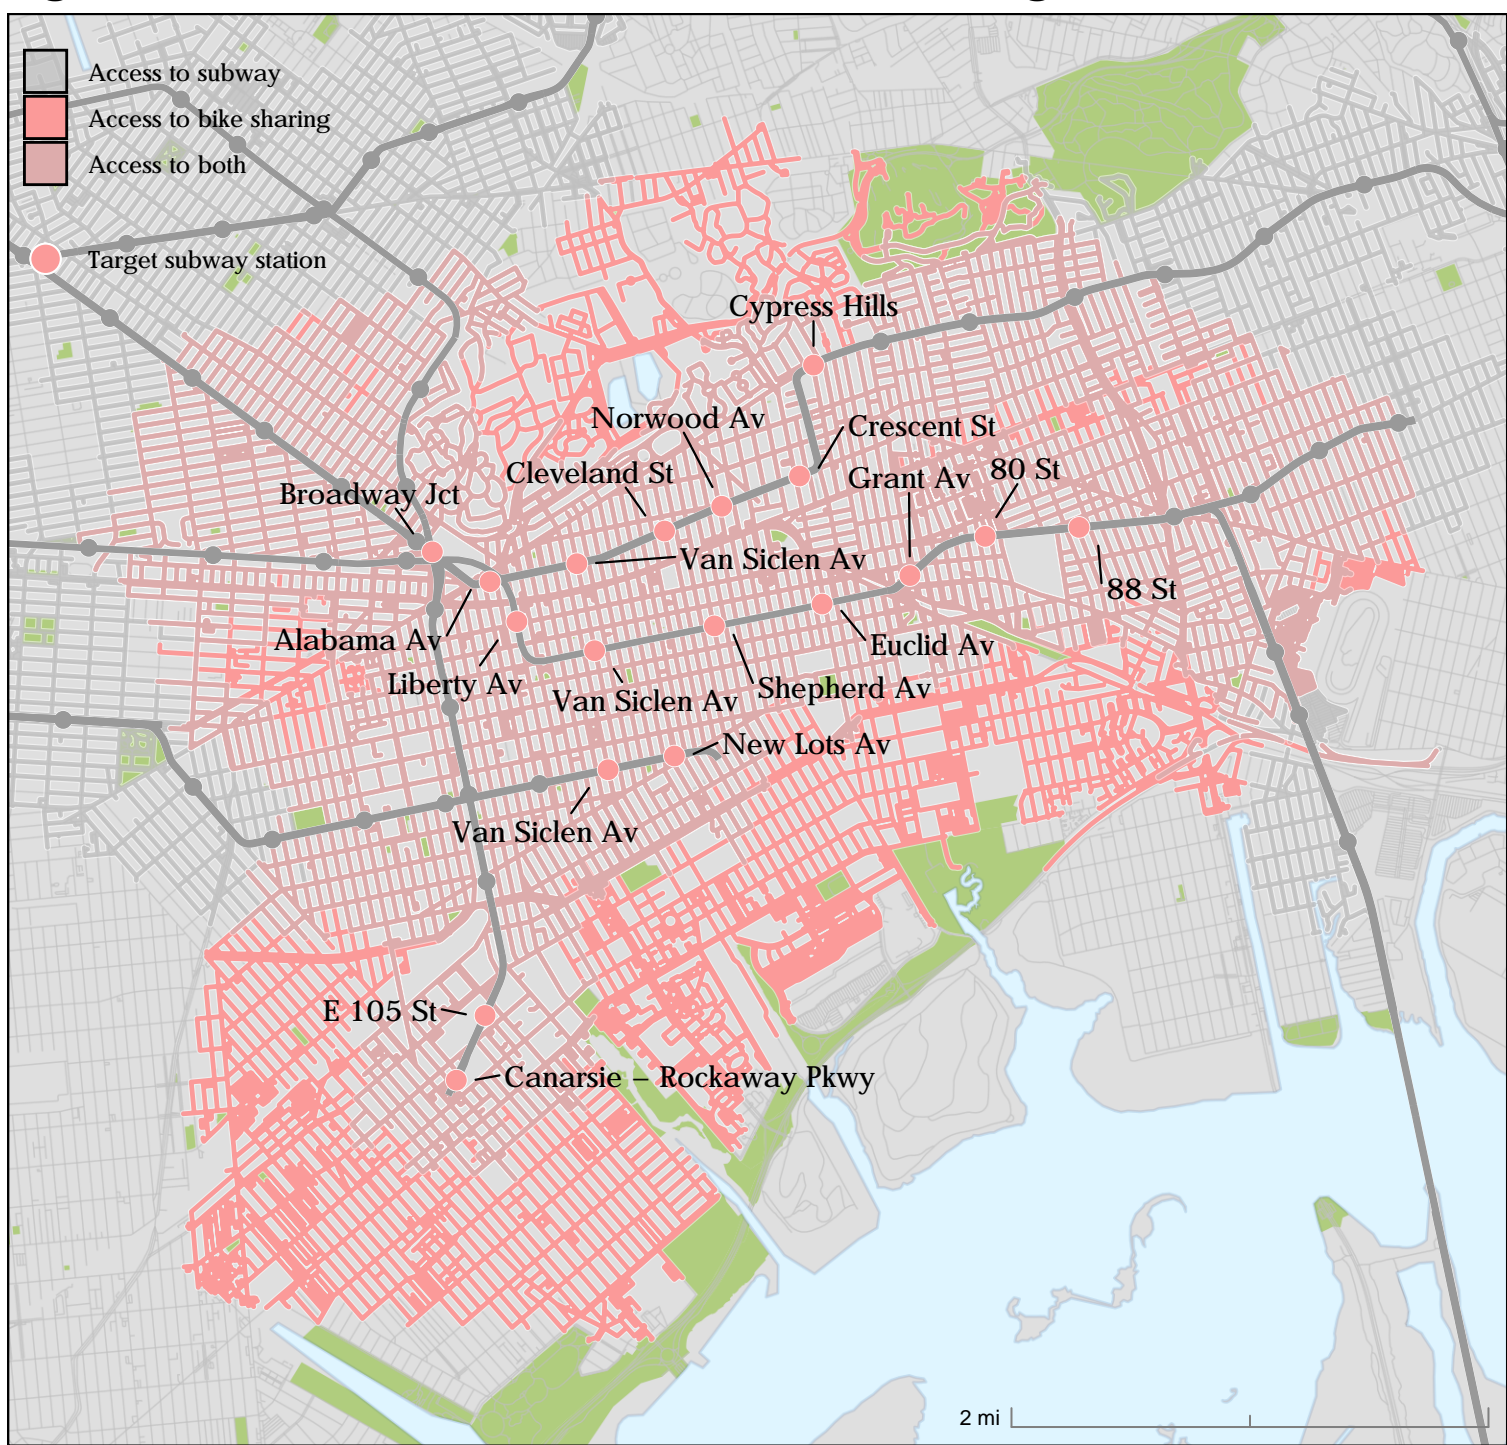 Access to subway
Access to bike sharing
Access to both
Target subway station
Cypress Hills
Norwood Av
Crescent St
Cleveland St
Grant Av
80 St
Broadway Jct
Van Siclen Av
88 St
Alabama Av
Euclid Av
Liberty Av
Van Siclen Av
Shepherd Av
New Lots Av
Van Siclen Av
E 105 St
Canarsie – Rockaway Pkwy
2 mi